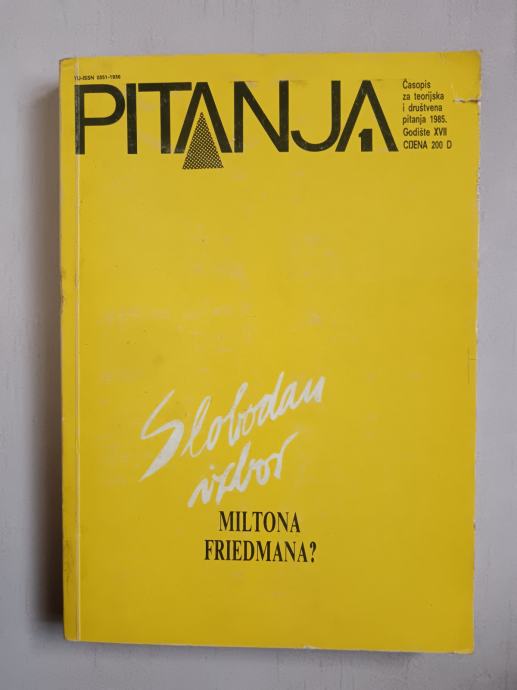 YU-ISSN 0351-1936
PITANJA
1
Časopis
za teorijska
i društvena
pitanja 1985.
Godište XVII
CIJENA 200 D
Slobodan
izbor
MILTONA
FRIEDMANA?